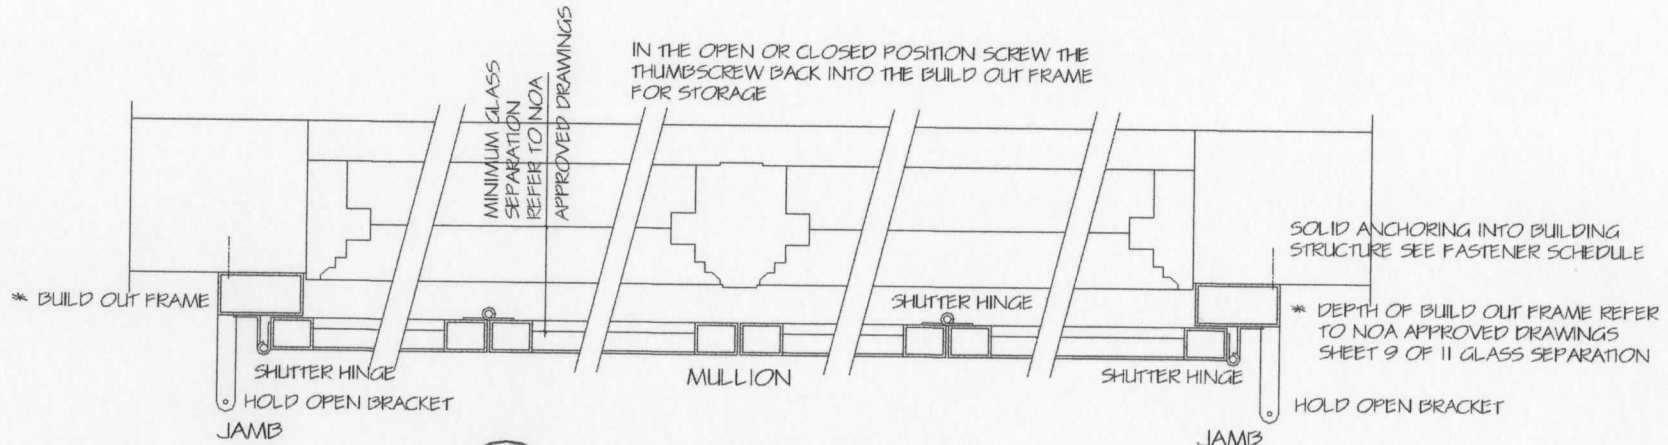 MINIMUM GLASS
SEPARATION
REFER TO NOA
APPROVED DRAWINGS
IN THE OPEN OR CLOSED POSITION SCREW THE
THUMBSCREW BACK INTO THE BUILD OUT FRAME
FOR STORAGE
SOLID ANCHORING INTO BUILDING
STRUCTURE SEE FASTENER SCHEDULE
* BUILD OUT FRAME
SHUTTER HINGE
* DEPTH OF BUILD OUT FRAME REFER
TO NOA APPROVED DRAWINGS
SHEET 9 OF 11 GLASS SEPARATION
SHUTTER HINGE
MULLION
SHUTTER HINGE
HOLD OPEN BRACKET
HOLD OPEN BRACKET
JAMB
JAMB